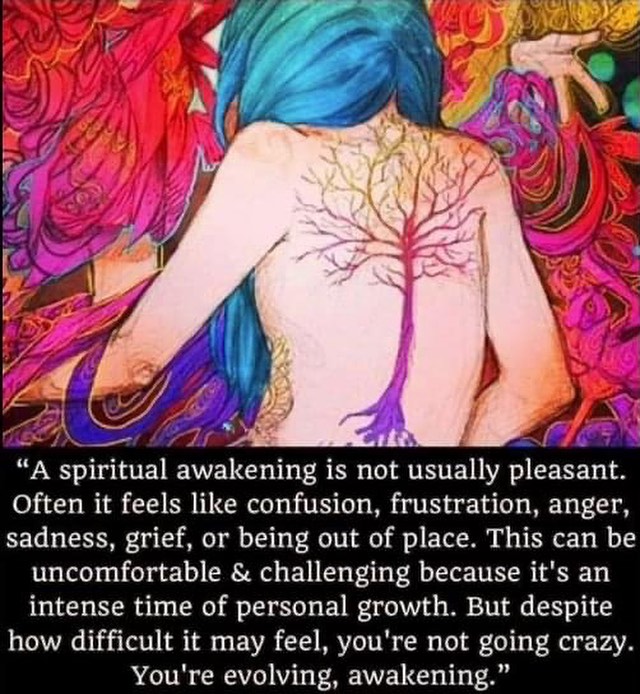 “A spiritual awakening is not usually pleasant.
Often it feels like confusion, frustration, anger,
sadness, grief, or being out of place. This can be
uncomfortable & challenging because it's an
intense time of personal growth. But despite
how difficult it may feel, you're not going crazy.
You're evolving, awakening.”